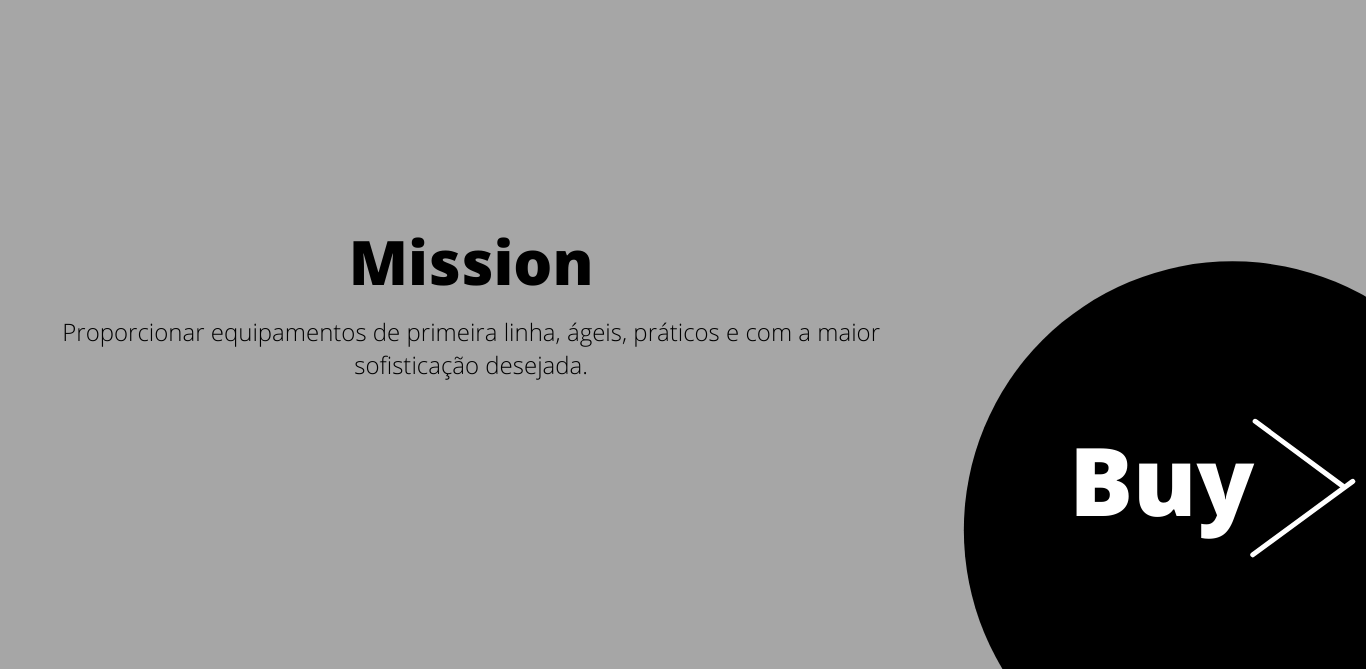 Mission
Proporcionar equipamentos de primeira linha, ágeis, práticos e com a maior
sofisticação desejada.
Buy